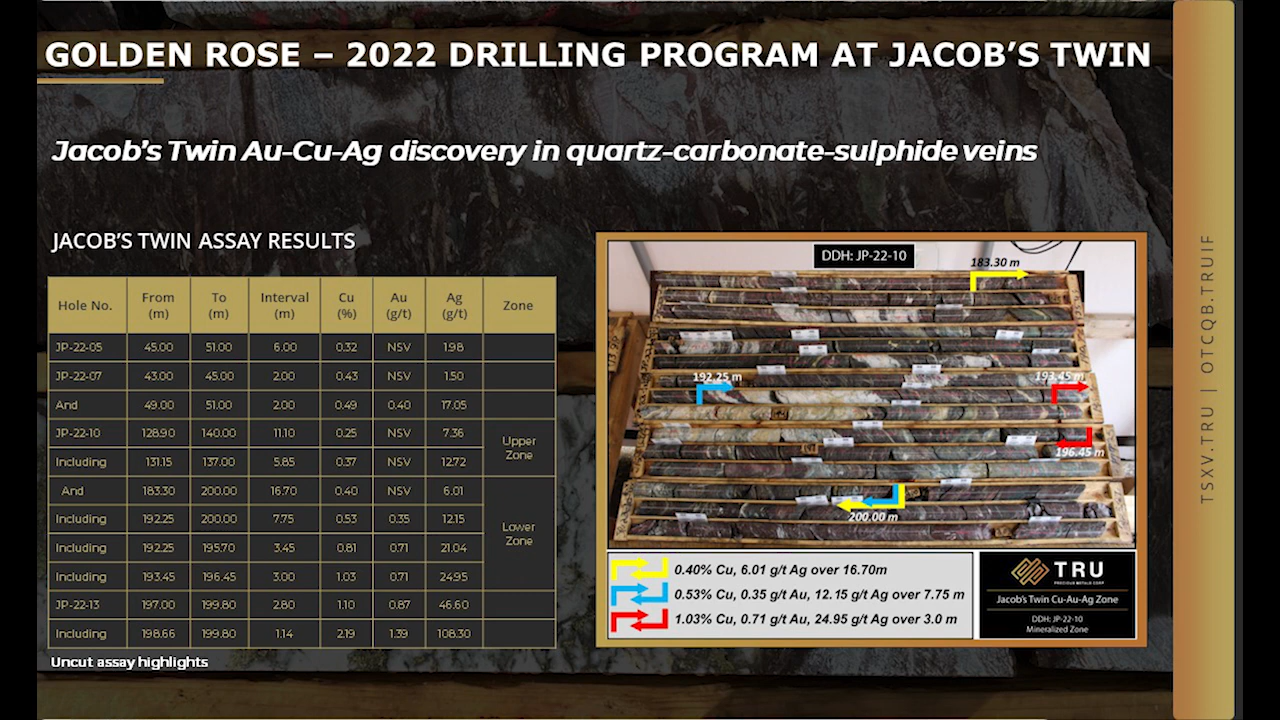 GOLDEN ROSE – 2022 DRILLING PROGRAM AT JACOB'S TWIN
Jacob's Twin Au-Cu-Ag discovery in quartz-carbonate-sulphide veins
JACOB'S TWIN ASSAY RESULTS
Hole No. From (m) To (m) Interval (m) Cu (%) Au (g/t) Ag (g/t) Zone
JP-22-05 45.00 51.00 6.00 0.32 NSV 1.98
JP-22-07 43.00 45.00 2.00 0.43 NSV 1.50
And 49.00 51.00 2.00 0.49 0.40 17.05
JP-22-10 128.90 140.00 11.10 0.25 NSV 7.36 Upper Zone
Including 131.15 137.00 5.85 0.37 NSV 12.72
And 183.30 200.00 16.70 0.40 NSV 6.01 Lower Zone
Including 192.25 200.00 7.75 0.53 0.35 12.15
Including 192.25 195.70 3.45 0.81 0.71 21.04
Including 193.45 196.45 3.00 1.03 0.71 24.95
JP-22-13 197.00 199.80 2.80 1.10 0.87 46.60
Including 198.66 199.80 1.14 2.19 1.39 108.30
Uncut assay highlights
DDH: JP-22-10
183.30 m
192.25 m
193.45 m
196.45 m
200.00 m
0.40% Cu, 6.01 g/t Ag over 16.70m
0.53% Cu, 0.35 g/t Au, 12.15 g/t Ag over 7.75 m
1.03% Cu, 0.71 g/t Au, 24.95 g/t Ag over 3.0 m
TRU
PRECIOUS METALS CORP
Jacob's Twin Cu-Au-Ag Zone
DDH: JP-22-10
Mineralized Zone
TSXV.TRU | OTCQB.TRUIF